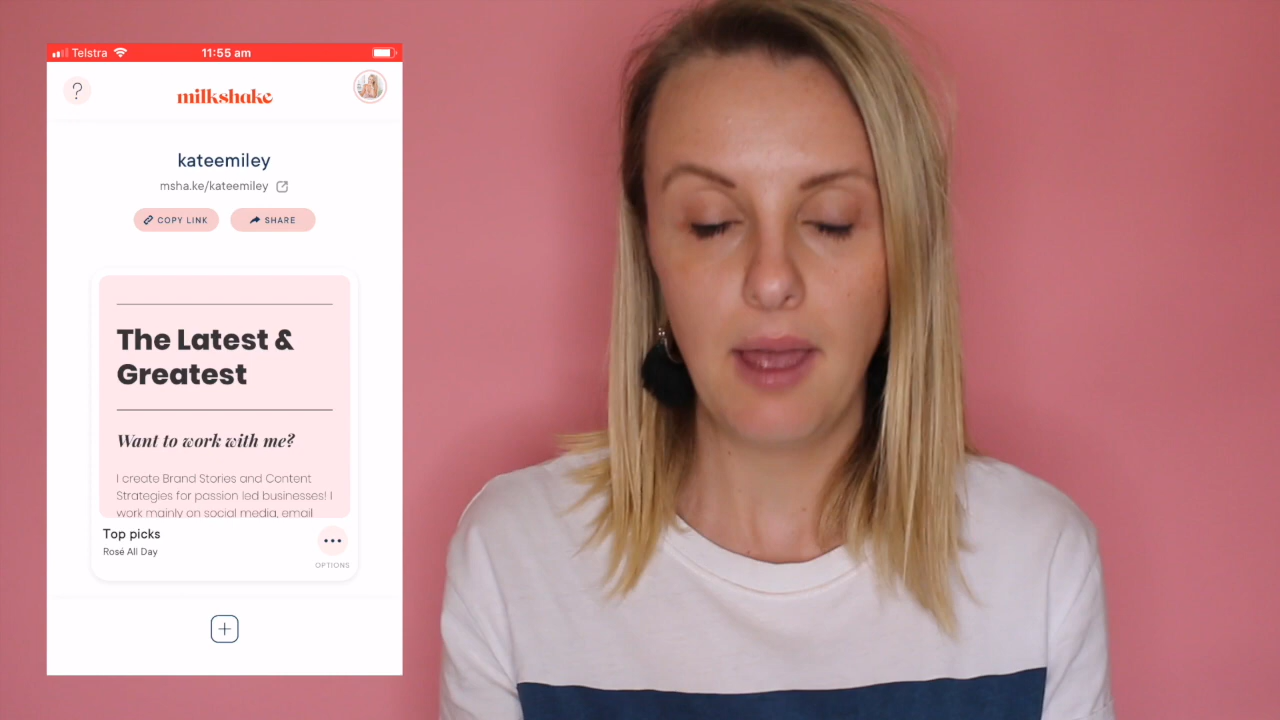 Telstra 11:55 am
?
milkshake
kateemiley
msha.ke/kateemiley
COPY LINK SHARE
The Latest &
Greatest
Want to work with me?
I create Brand Stories and Content
Strategies for passion led businesses! I
work mainly on social media, email
Top picks
Rosé All Day
OPTIONS